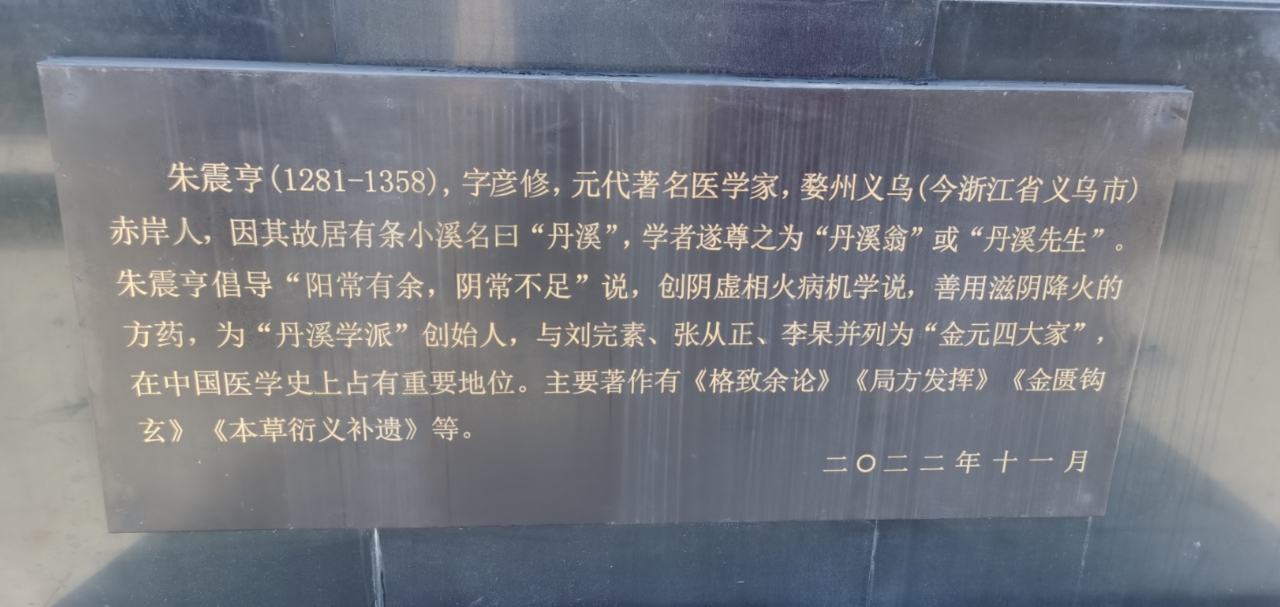 朱震亨(1281-1358),字彦修,元代著名医学家,婺州义乌(今浙江省义乌市)
赤岸人,因其故居有条小溪名曰“丹溪”,学者遂尊之为“丹溪翁”或“丹溪先生”。
朱震亨倡导“阳常有余,阴常不足”说,创阴虚相火病机学说,善用滋阴降火的
方药,为“丹溪学派”创始人,与刘完素、张从正、李杲并列为“金元四大家”,
在中国医学史上占有重要地位。主要著作有《格致余论》《局方发挥》《金匮钩
玄》《本草衍义补遗》等。
二〇二二年十一月